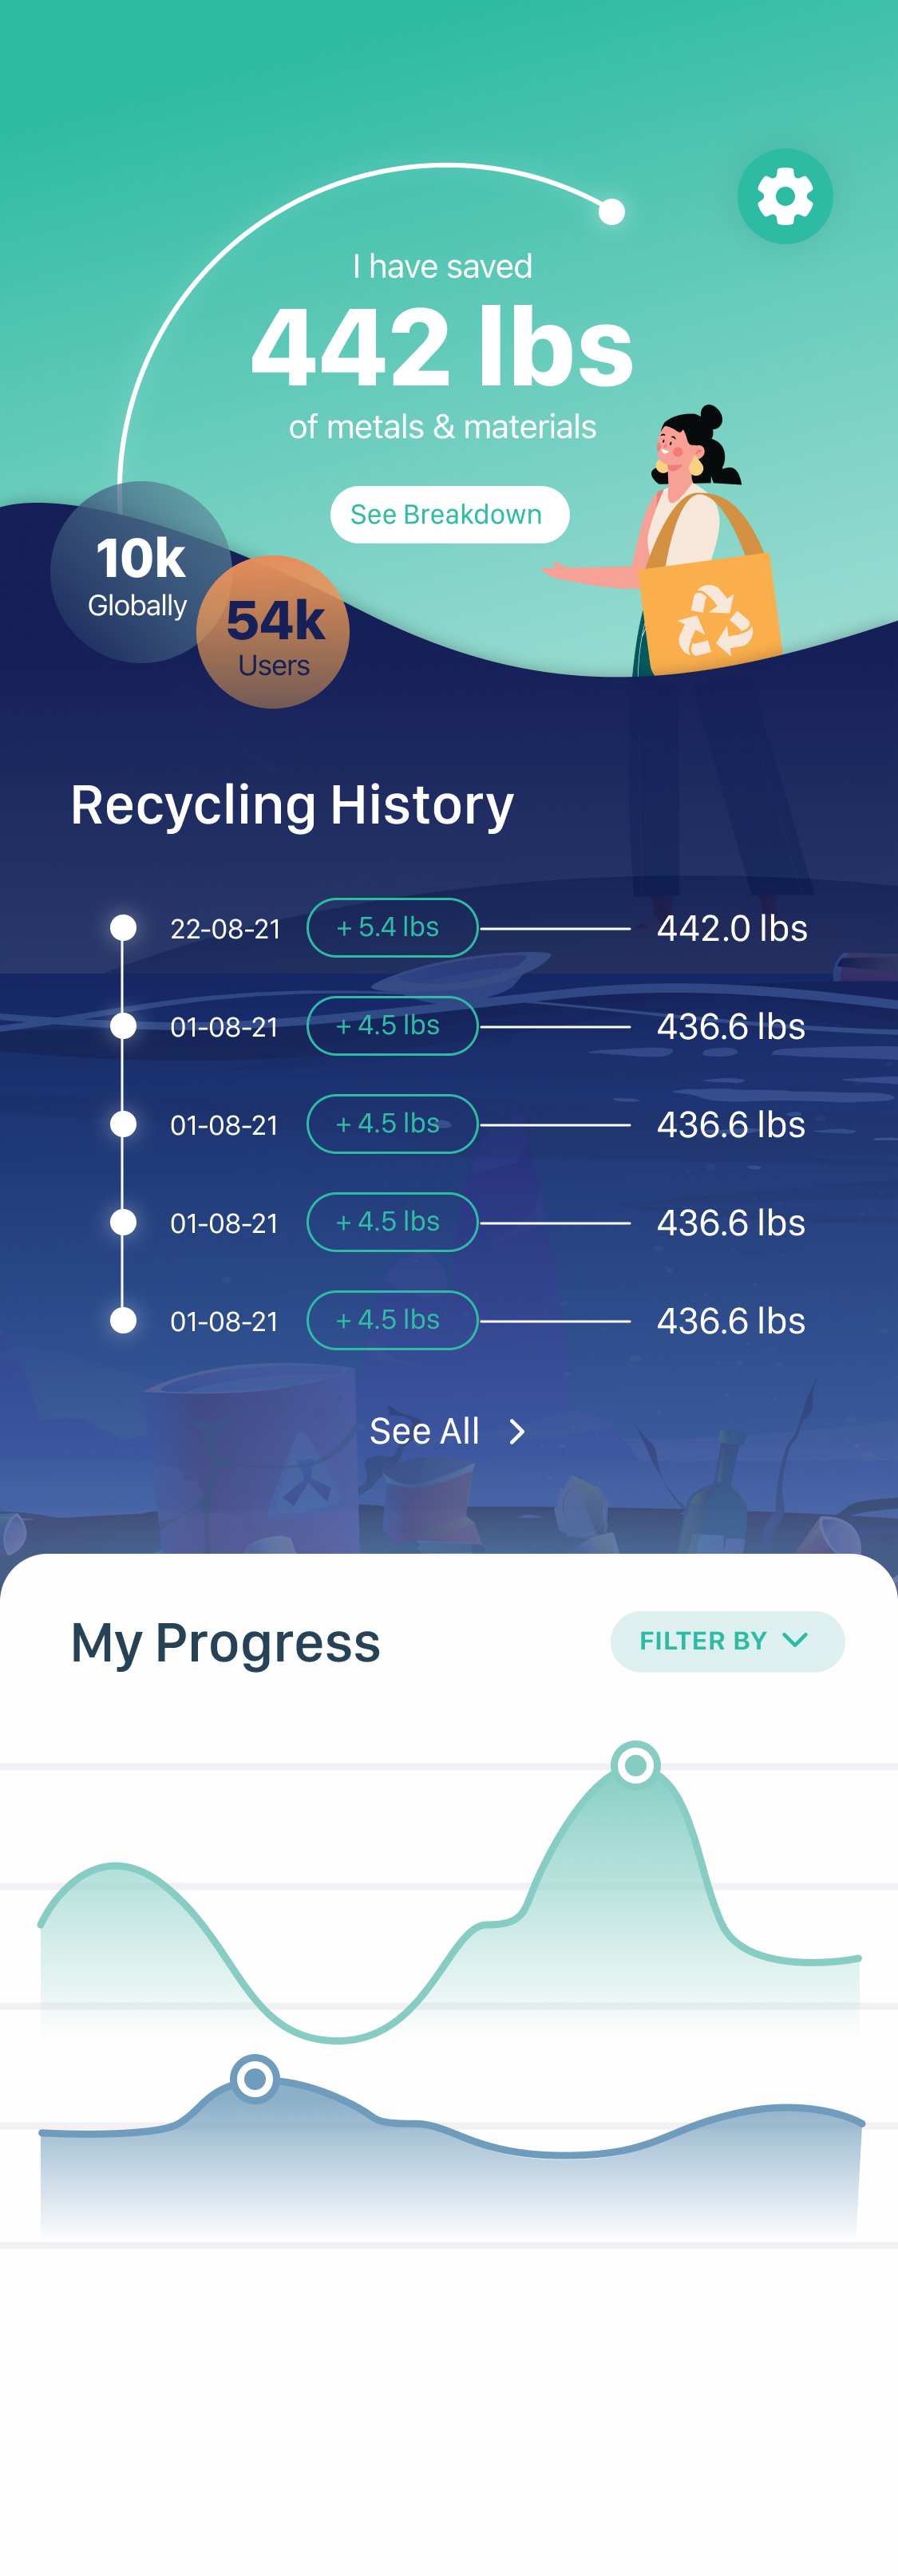 I have saved
442 lbs
of metals & materials
See Breakdown
10k
Globally
54k
Users
Recycling History
22-08-21 + 5.4 lbs 442.0 lbs
01-08-21 + 4.5 lbs 436.6 lbs
01-08-21 + 4.5 lbs 436.6 lbs
01-08-21 + 4.5 lbs 436.6 lbs
01-08-21 + 4.5 lbs 436.6 lbs
See All
My Progress
FILTER BY